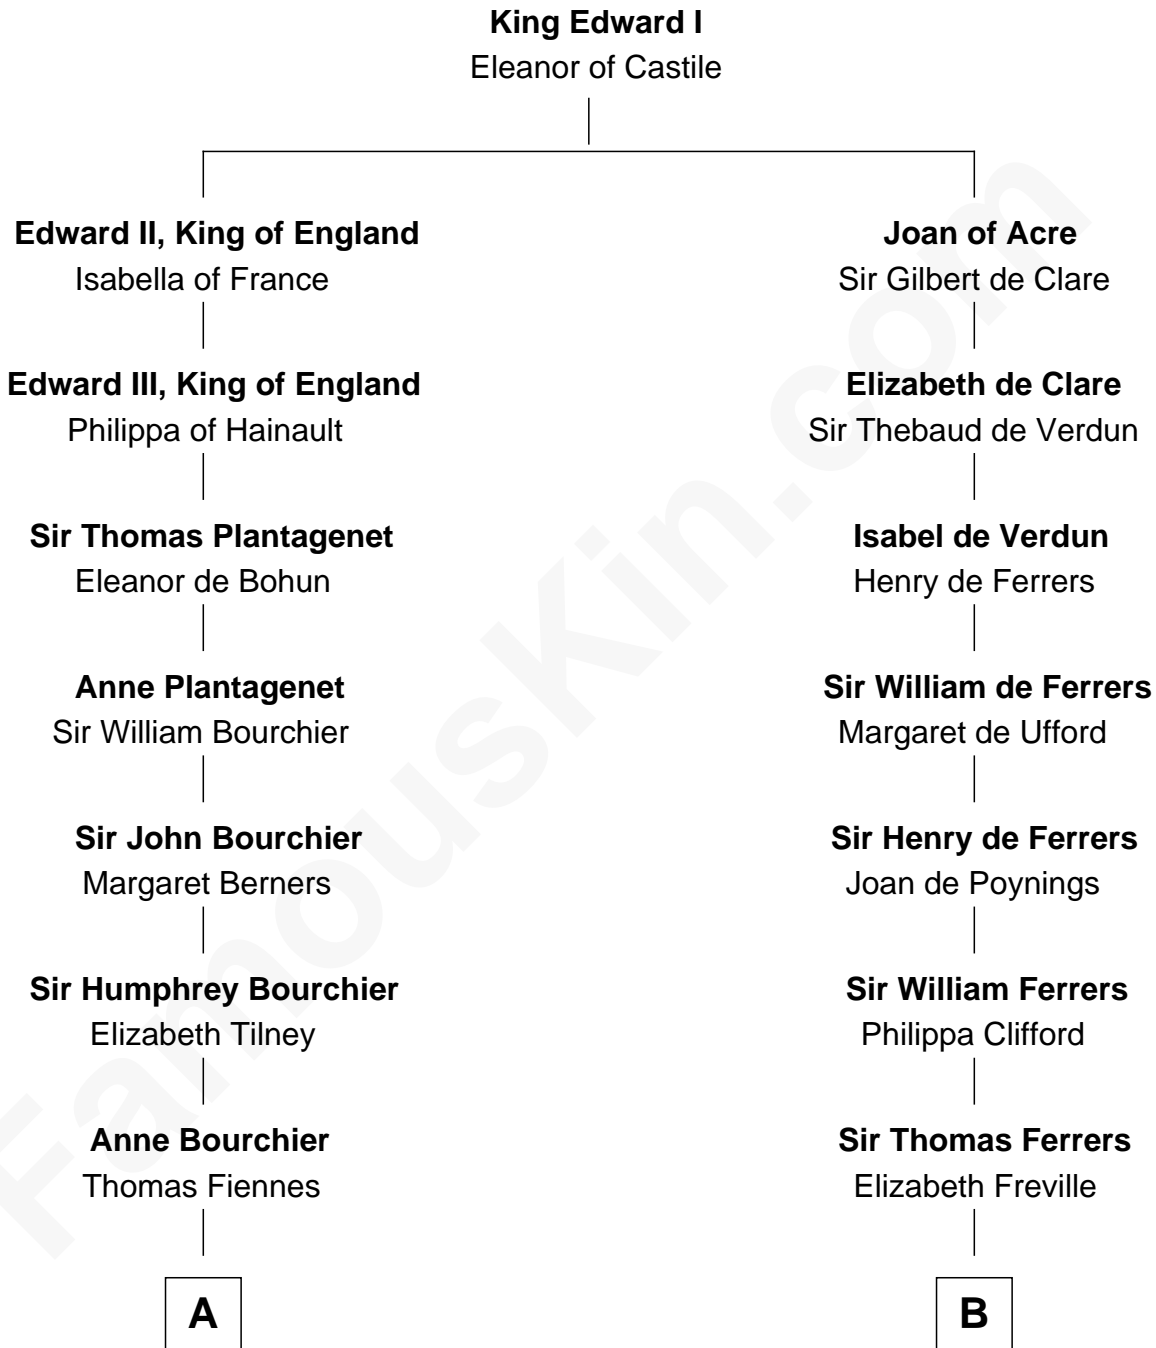 King Edward I
Eleanor of Castile
Edward II, King of England
Isabella of France
Joan of Acre
Sir Gilbert de Clare
Edward III, King of England
Philippa of Hainault
Elizabeth de Clare
Sir Thebaud de Verdun
Sir Thomas Plantagenet
Eleanor de Bohun
Isabel de Verdun
Henry de Ferrers
Anne Plantagenet
Sir William Bourchier
Sir William de Ferrers
Margaret de Ufford
Sir John Bourchier
Margaret Berners
Sir Henry de Ferrers
Joan de Poynings
Sir Humphrey Bourchier
Elizabeth Tilney
Sir William Ferrers
Philippa Clifford
Anne Bourchier
Thomas Fiennes
Sir Thomas Ferrers
Elizabeth Freville
A
B
FamousKin.com